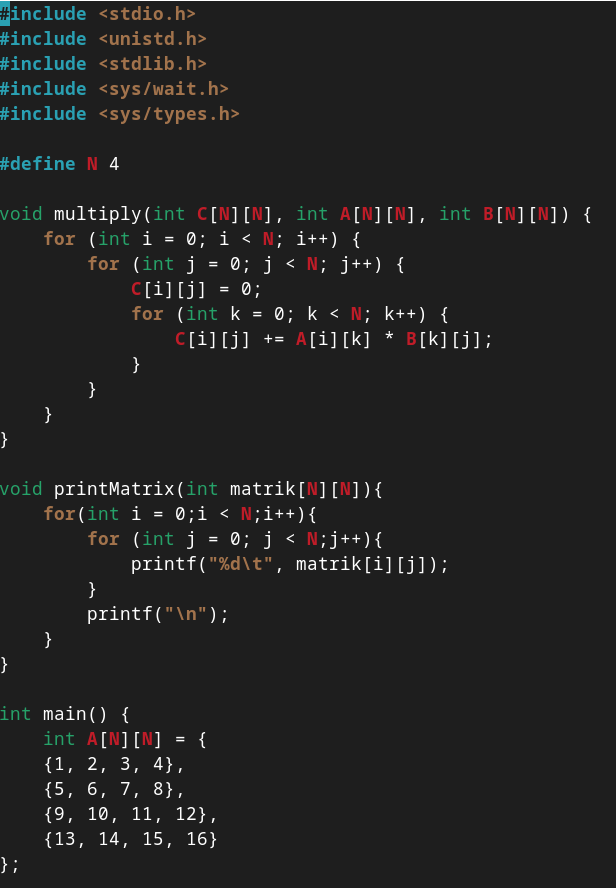 #include <stdio.h>
#include <unistd.h>
#include <stdlib.h>
#include <sys/wait.h>
#include <sys/types.h>

#define N 4

void multiply(int C[N][N], int A[N][N], int B[N][N]) {
    for (int i = 0; i < N; i++) {
        for (int j = 0; j < N; j++) {
            C[i][j] = 0;
            for (int k = 0; k < N; k++) {
                C[i][j] += A[i][k] * B[k][j];
            }
        }
    }
}

void printMatrix(int matrik[N][N]){
    for(int i = 0;i < N;i++){
        for (int j = 0; j < N;j++){
            printf("%d\t", matrik[i][j]);
        }
        printf("\n");
    }
}

int main() {
    int A[N][N] = {
    {1, 2, 3, 4},
    {5, 6, 7, 8},
    {9, 10, 11, 12},
    {13, 14, 15, 16}
};